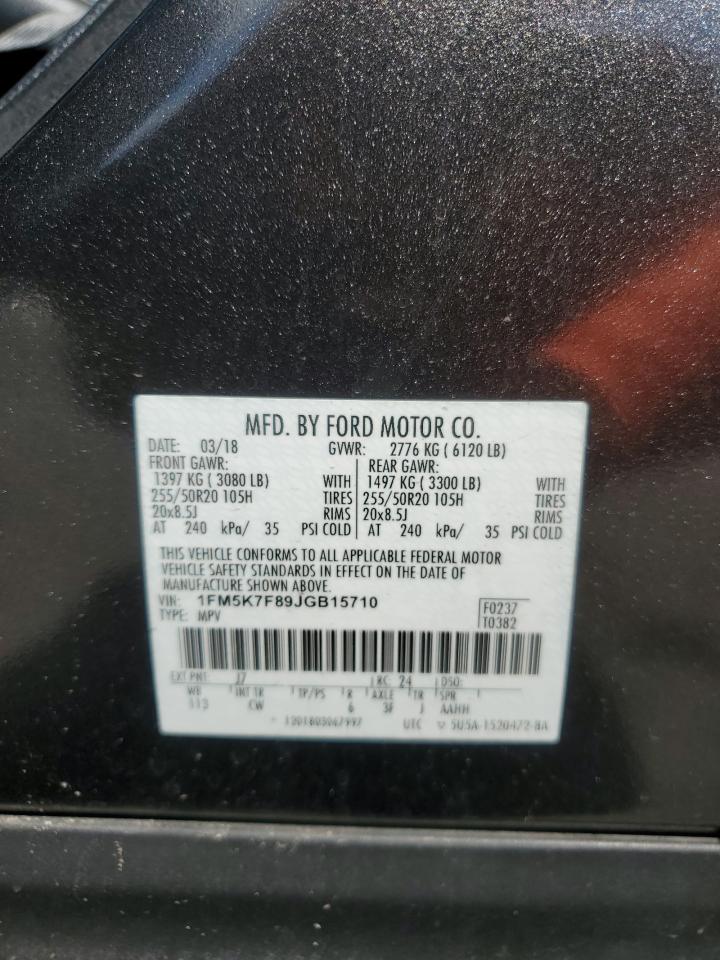 MFD. BY FORD MOTOR CO.
DATE: 03/18 GVWR: 2776 KG ( 6120 LB)
FRONT GAWR: REAR GAWR:
1397 KG ( 3080 LB) WITH 1497 KG ( 3300 LB) WITH
255/50R20 105H TIRES 255/50R20 105H TIRES
20x8.5J RIMS 20x8.5J RIMS
AT 240 kPa/ 35 PSI COLD AT 240 kPa/ 35 PSI COLD
THIS VEHICLE CONFORMS TO ALL APPLICABLE FEDERAL MOTOR
VEHICLE SAFETY STANDARDS IN EFFECT ON THE DATE OF
MANUFACTURE SHOWN ABOVE.
VIN: 1FM5K7F89JGB15710 F0237
TYPE: MPV T0382
EXT PNT: J7 RC: 24 DSO:
WB INT TR TP/PS R AXLE TR SPR
113 CW 6 3F J AAHH
1201803067997 UTC 5U5A-1520472-BA